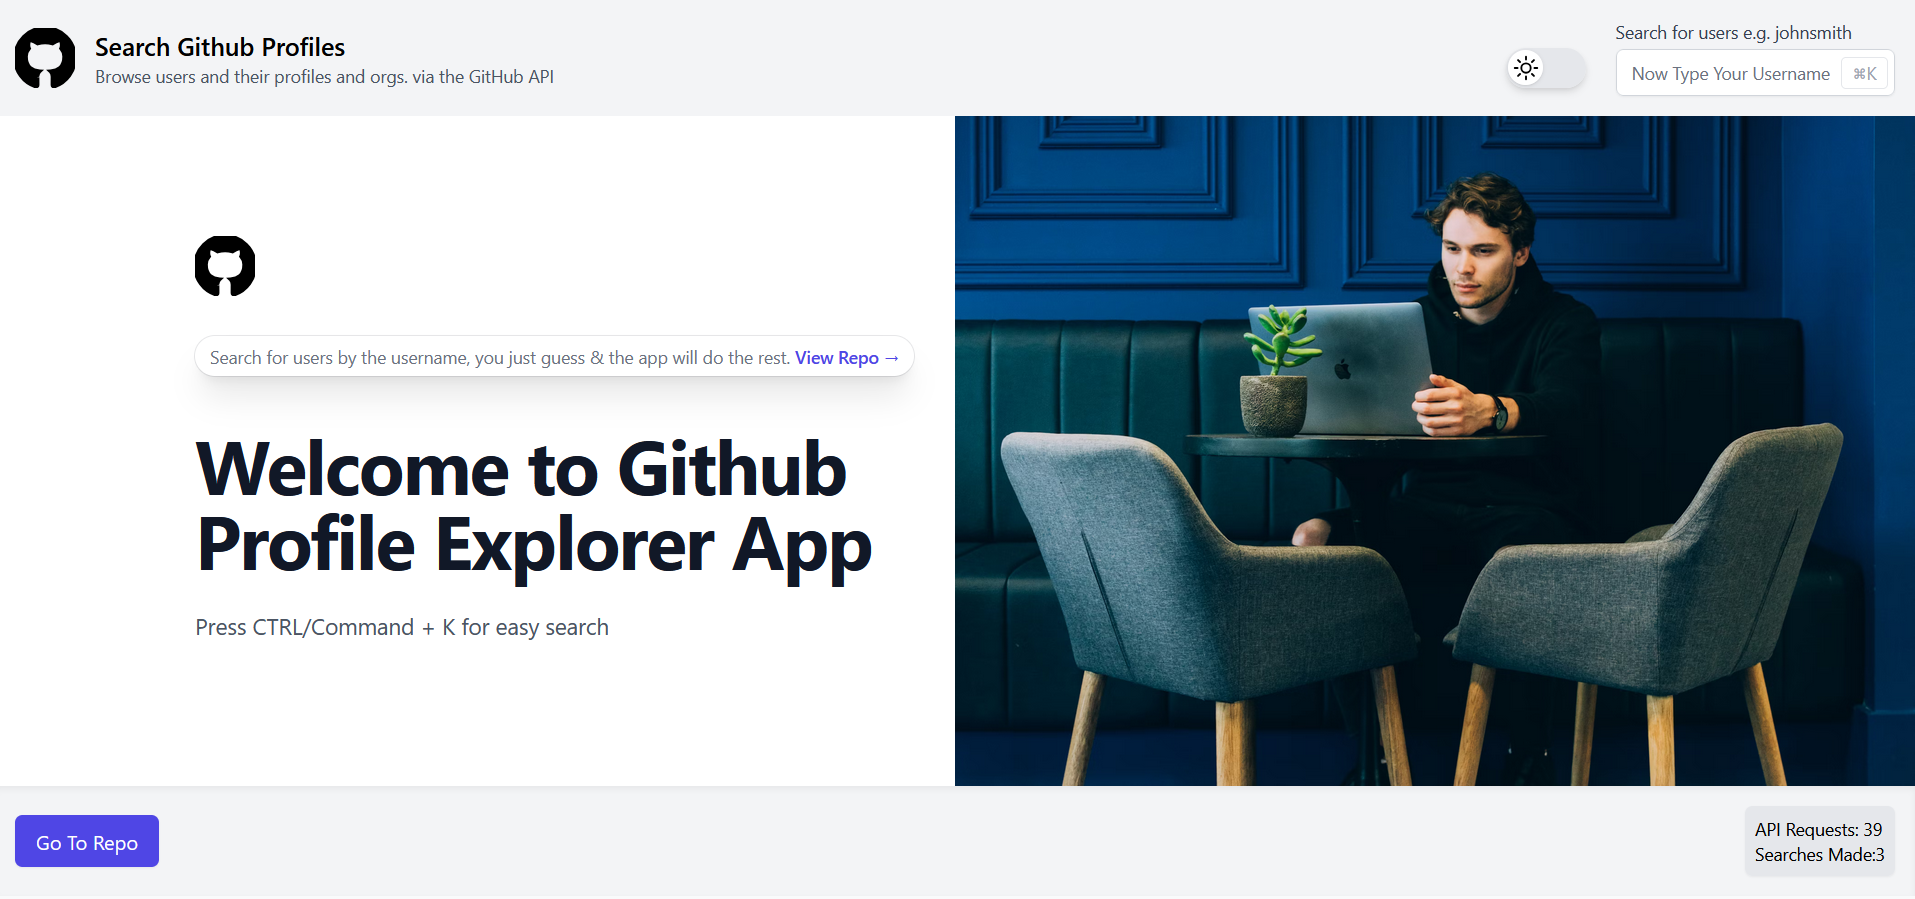 Search Github Profiles
Browse users and their profiles and orgs. via the GitHub API
Search for users e.g. johnsmith
Now Type Your Username ⌘K
Search for users by the username, you just guess & the app will do the rest. View Repo →
Welcome to Github
Profile Explorer App
Press CTRL/Command + K for easy search
Go To Repo
API Requests: 39
Searches Made:3